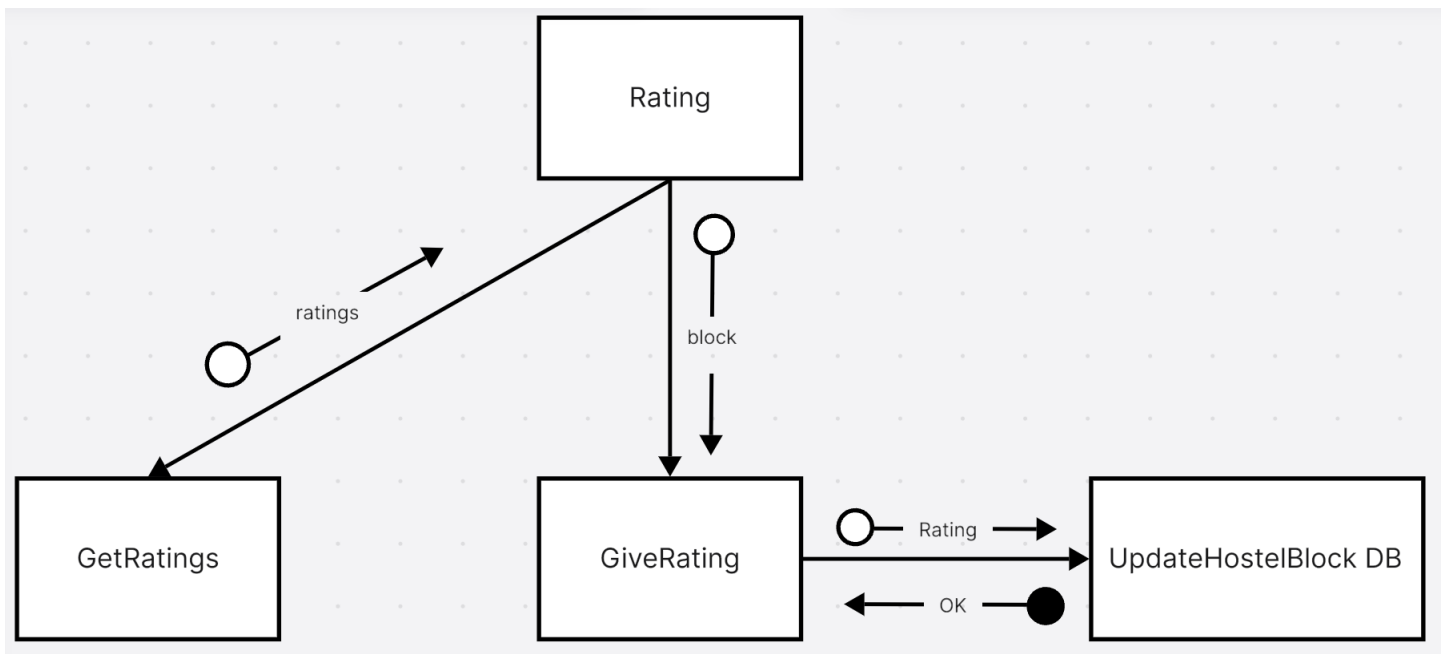 Rating
ratings
block
GetRatings
GiveRating
Rating
OK
UpdateHostelBlock DB